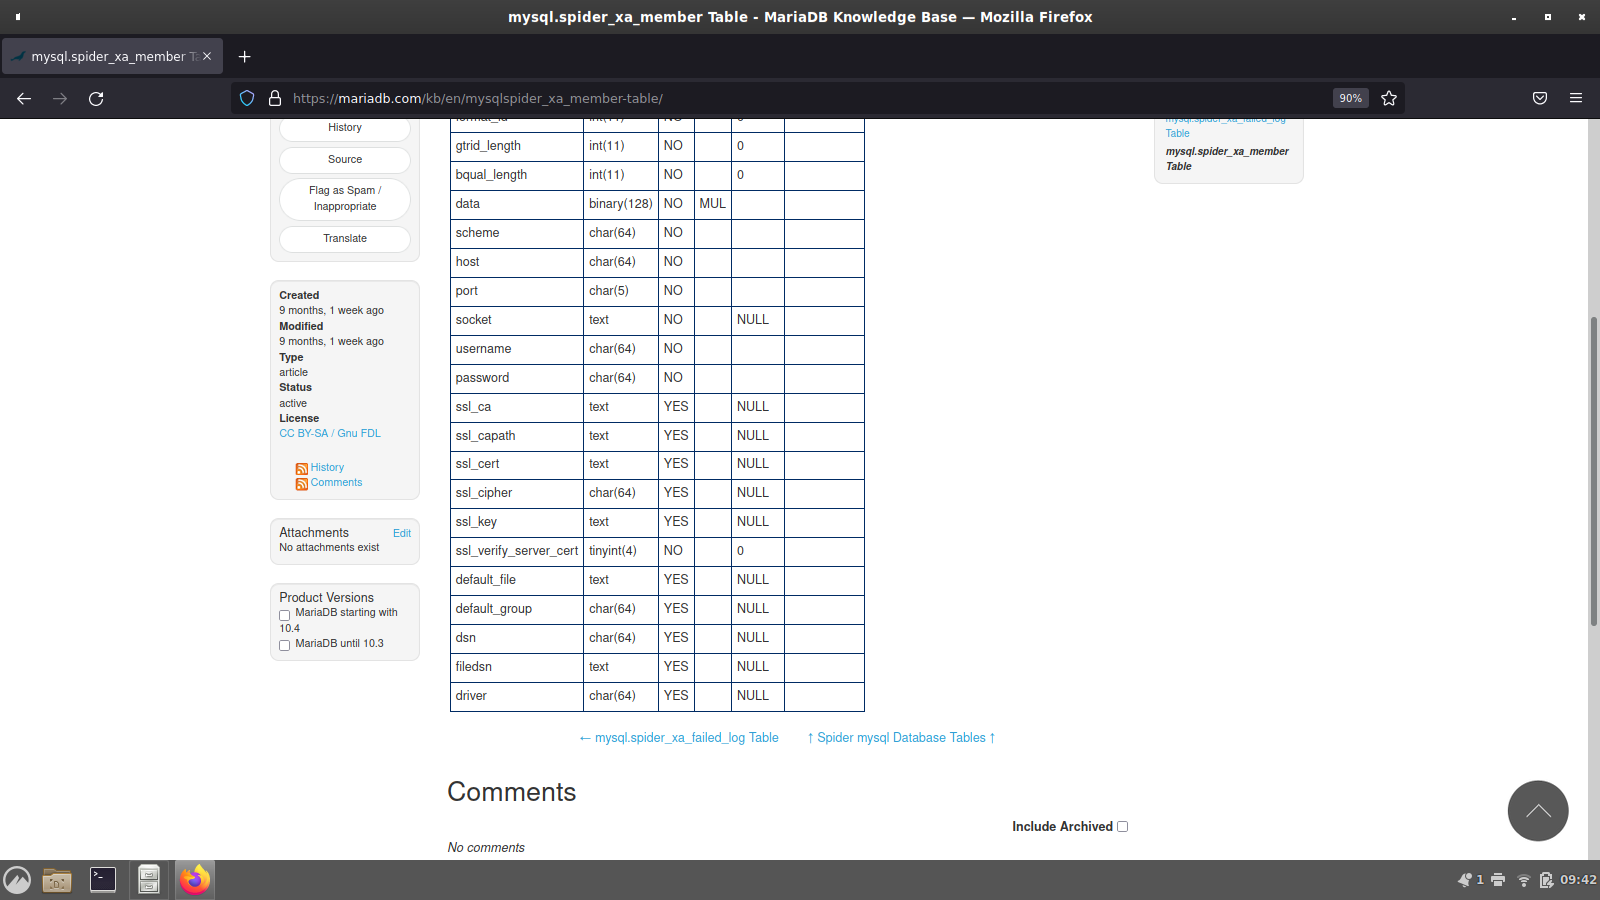 mysql.spider_xa_member Table - MariaDB Knowledge Base — Mozilla Firefox
mysql.spider_xa_member Ta
https://mariadb.com/kb/en/mysqlspider_xa_member-table/
90%
History
Source
Flag as Spam /
Inappropriate
Translate
Created
9 months, 1 week ago
Modified
9 months, 1 week ago
Type
article
Status
active
License
CC BY-SA / Gnu FDL
History
Comments
Attachments Edit
No attachments exist
Product Versions
MariaDB starting with
10.4
MariaDB until 10.3
format_id int(11) NO 0
gtrid_length int(11) NO 0
bqual_length int(11) NO 0
data binary(128) NO MUL
scheme char(64) NO
host char(64) NO
port char(5) NO
socket text NO NULL
username char(64) NO
password char(64) NO
ssl_ca text YES NULL
ssl_capath text YES NULL
ssl_cert text YES NULL
ssl_cipher char(64) YES NULL
ssl_key text YES NULL
ssl_verify_server_cert tinyint(4) NO 0
default_file text YES NULL
default_group char(64) YES NULL
dsn char(64) YES NULL
filedsn text YES NULL
driver char(64) YES NULL
← mysql.spider_xa_failed_log Table ↑ Spider mysql Database Tables ↑
Comments
Include Archived
No comments
mysql.spider_xa_failed_log
Table
mysql.spider_xa_member
Table
1 09:42